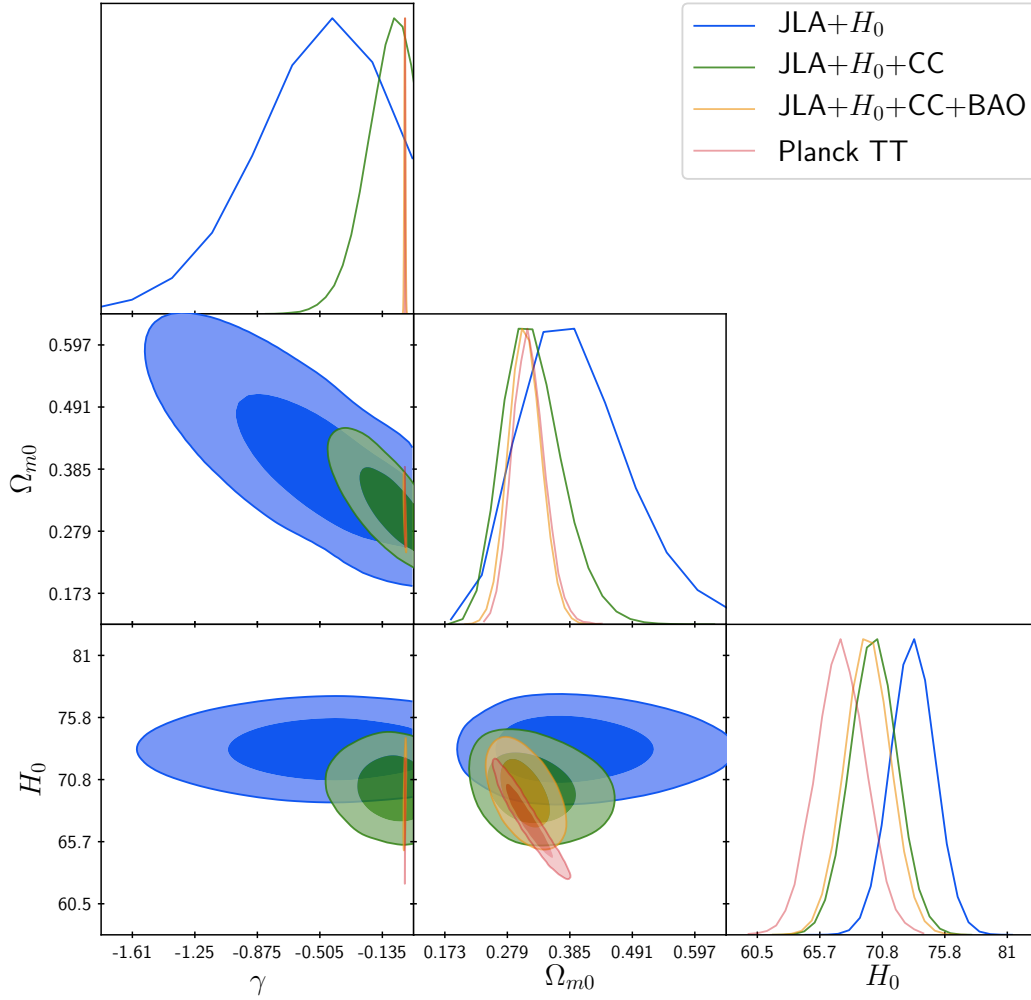 JLA+H₀
JLA+H₀+CC
JLA+H₀+CC+BAO
Planck TT
0.597
0.491
0.385
0.279
0.173
Ωₘ₀
81
75.8
70.8
65.7
60.5
H₀
-1.61 -1.25 -0.875 -0.505 -0.135
0.173 0.279 0.385 0.491 0.597
60.5 65.7 70.8 75.8 81
γ Ωₘ₀ H₀